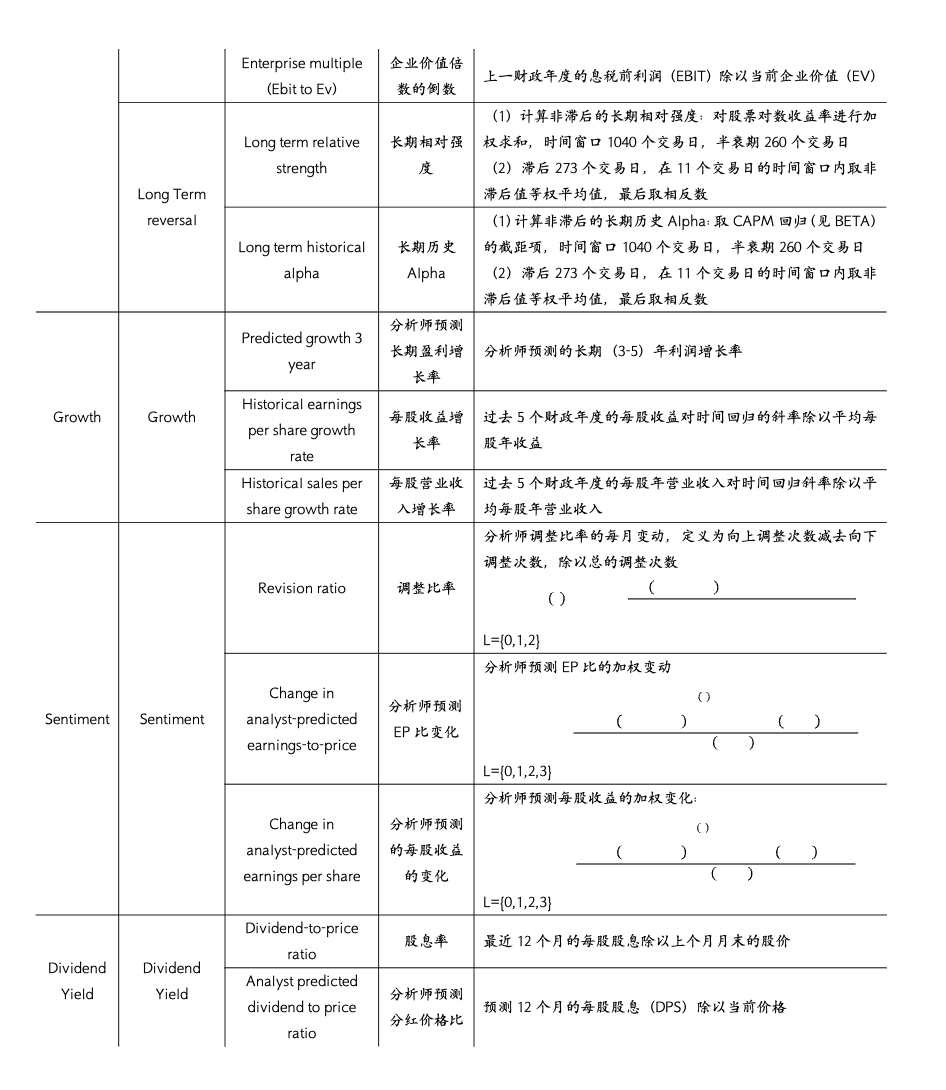 Enterprise multiple
(Ebit to Ev)
企业价值倍
数的倒数
上一财政年度的息税前利润（EBIT）除以当前企业价值（EV）
Long Term
reversal
Long term relative
strength
长期相对强
度
（1）计算非滞后的长期相对强度：对股票对数收益率进行加
权求和，时间窗口 1040 个交易日，半衰期 260 个交易日
（2）滞后 273 个交易日，在 11 个交易日的时间窗口内取非
滞后值等权平均值，最后取相反数
Long term historical
alpha
长期历史
Alpha
（1）计算非滞后的长期历史 Alpha：取 CAPM 回归（见 BETA）
的截距项，时间窗口 1040 个交易日，半衰期 260 个交易日
（2）滞后 273 个交易日，在 11 个交易日的时间窗口内取非
滞后值等权平均值，最后取相反数
Growth
Growth
Predicted growth 3
year
分析师预测
长期盈利增
长率
分析师预测的长期（3-5）年利润增长率
Historical earnings
per share growth
rate
每股收益增
长率
过去 5 个财政年度的每股收益对时间回归的斜率除以平均每
股年收益
Historical sales per
share growth rate
每股营业收
入增长率
过去 5 个财政年度的每股年营业收入对时间回归斜率除以平
均每股年营业收入
Sentiment
Sentiment
Revision ratio
调整比率
分析师调整比率的每月变动，定义为向上调整次数减去向下
调整次数，除以总的调整次数
( )
( )
L={0,1,2}
Change in
analyst-predicted
earnings-to-price
分析师预测
EP 比变化
分析师预测 EP 比的加权变动
( )
( ) ( )
( )
L={0,1,2,3}
Change in
analyst-predicted
earnings per share
分析师预测
的每股收益
的变化
分析师预测每股收益的加权变化：
( )
( ) ( )
( )
L={0,1,2,3}
Dividend
Yield
Dividend
Yield
Dividend-to-price
ratio
股息率
最近 12 个月的每股股息除以上个月月末的股价
Analyst predicted
dividend to price
ratio
分析师预测
分红价格比
预测 12 个月的每股股息（DPS）除以当前价格